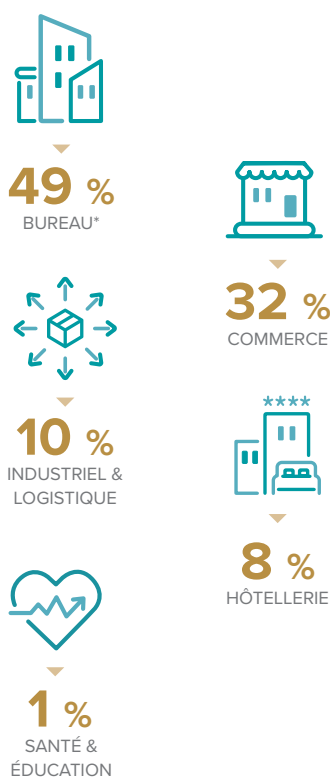 49 %
BUREAU*
32 %
COMMERCE
10 %
INDUSTRIEL &
LOGISTIQUE
****
8 %
HÔTELLERIE
1 %
SANTÉ &
ÉDUCATION